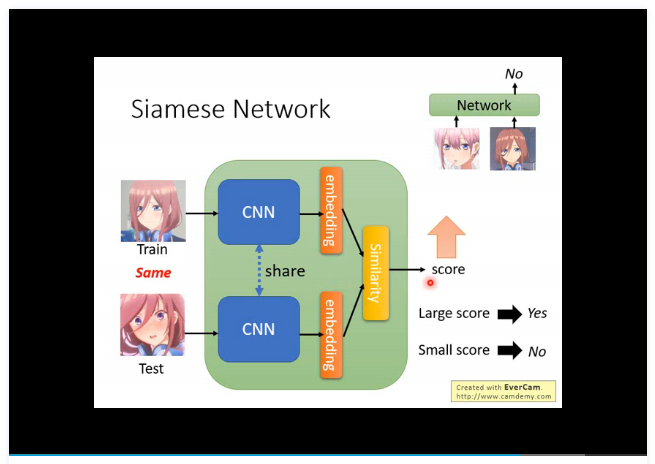 No
Siamese Network
Network
CNN
embedding
Train
Same
share
Similarity
score
CNN
embedding
Test
Large score Yes
Small score No
Created with EverCam.
http://www.camdemy.com